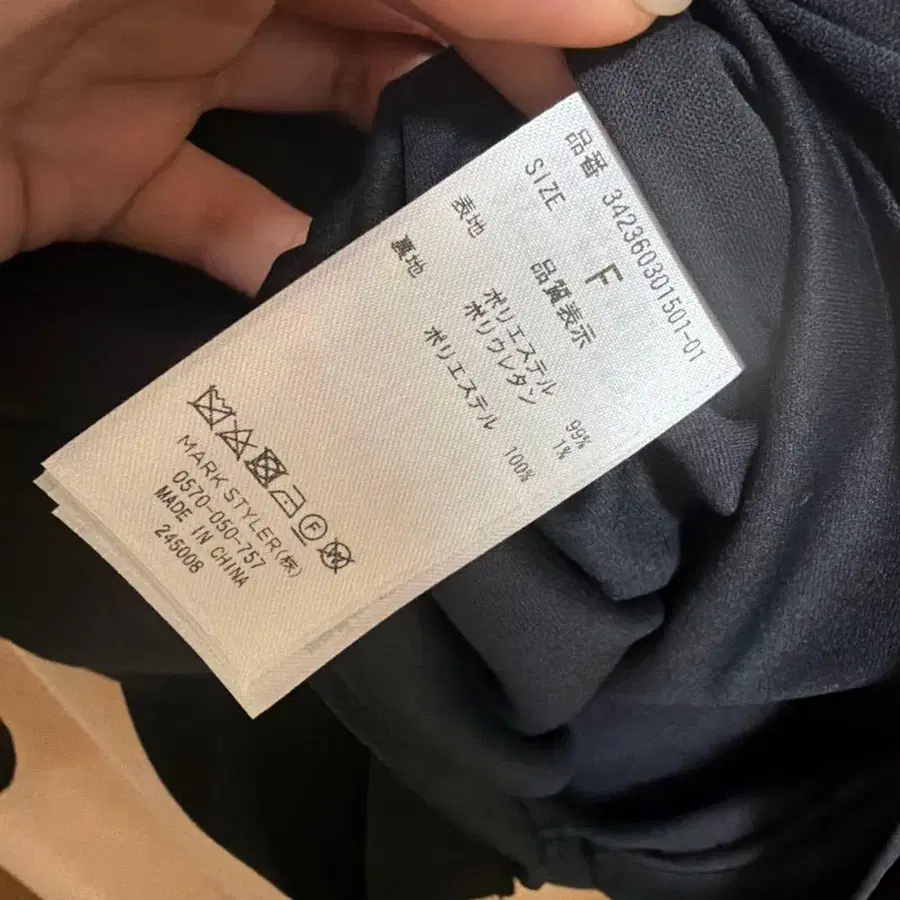 品番 342360301501-01
SIZE F
品質表示
表地 ポリエステル 99%
ポリウレタン 1%
裏地 ポリエステル 100%
F W
MARK STYLER(株)
0570-050-757
MADE IN CHINA
245008